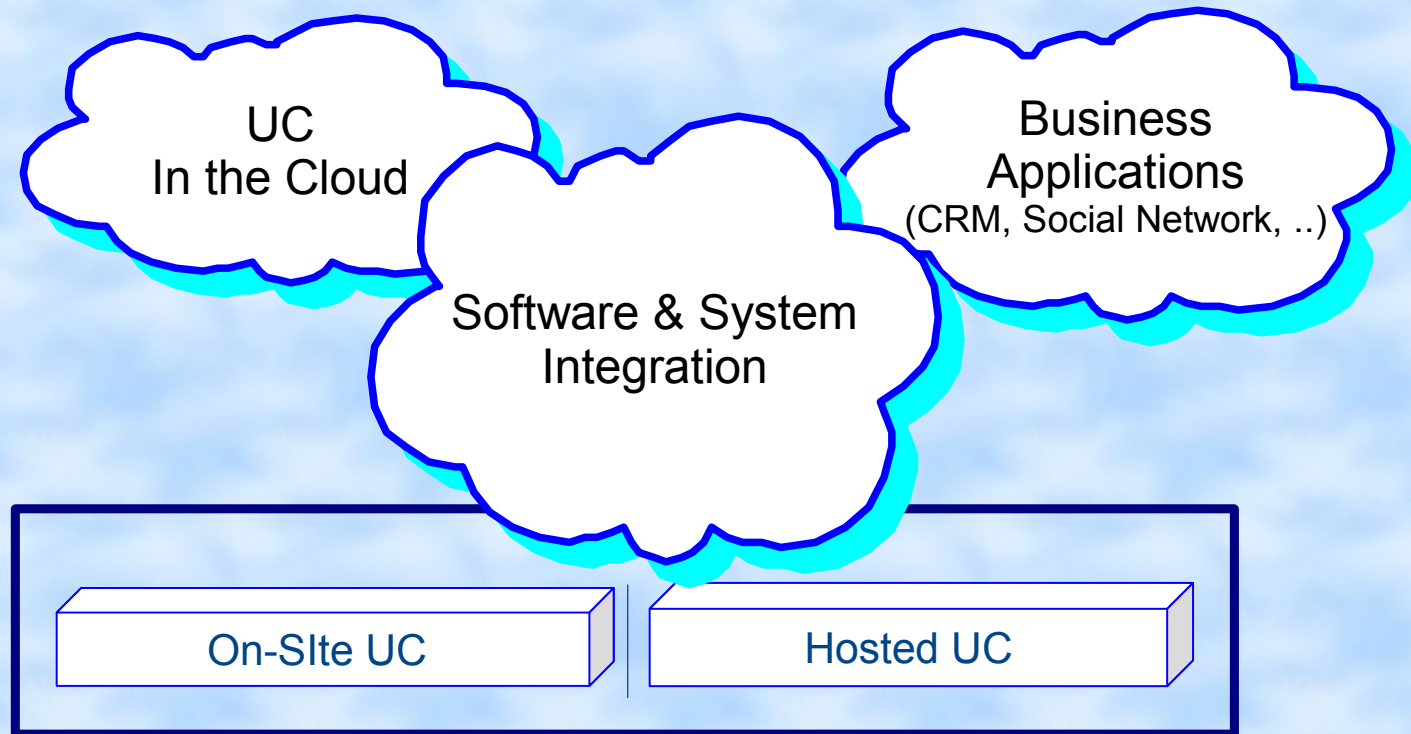 UC
In the Cloud
Business
Applications
(CRM, Social Network, ..)
Software & System
Integration
On-SIte UC
Hosted UC